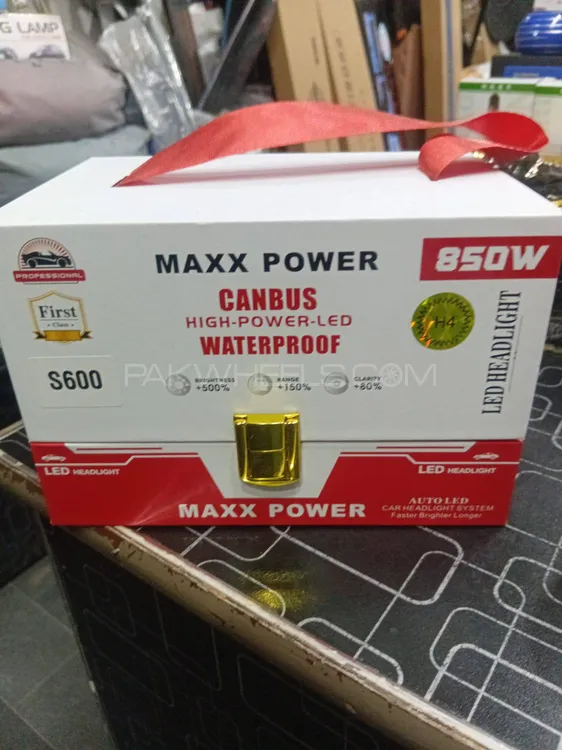 G LAMP
MAXX POWER
850W
PROFESSIONAL
CANBUS
HIGH-POWER-LED
WATERPROOF
First
Class
H4
LED HEADLIGHT
S600
BRIGHTNESS
+500%
RANGE
+150%
CLARITY
+80%
PAKWHEELS.COM
LED HEADLIGHT
LED HEADLIGHT
MAXX POWER
AUTO LED
CAR HEADLIGHT SYSTEM
Faster Brighter Longer